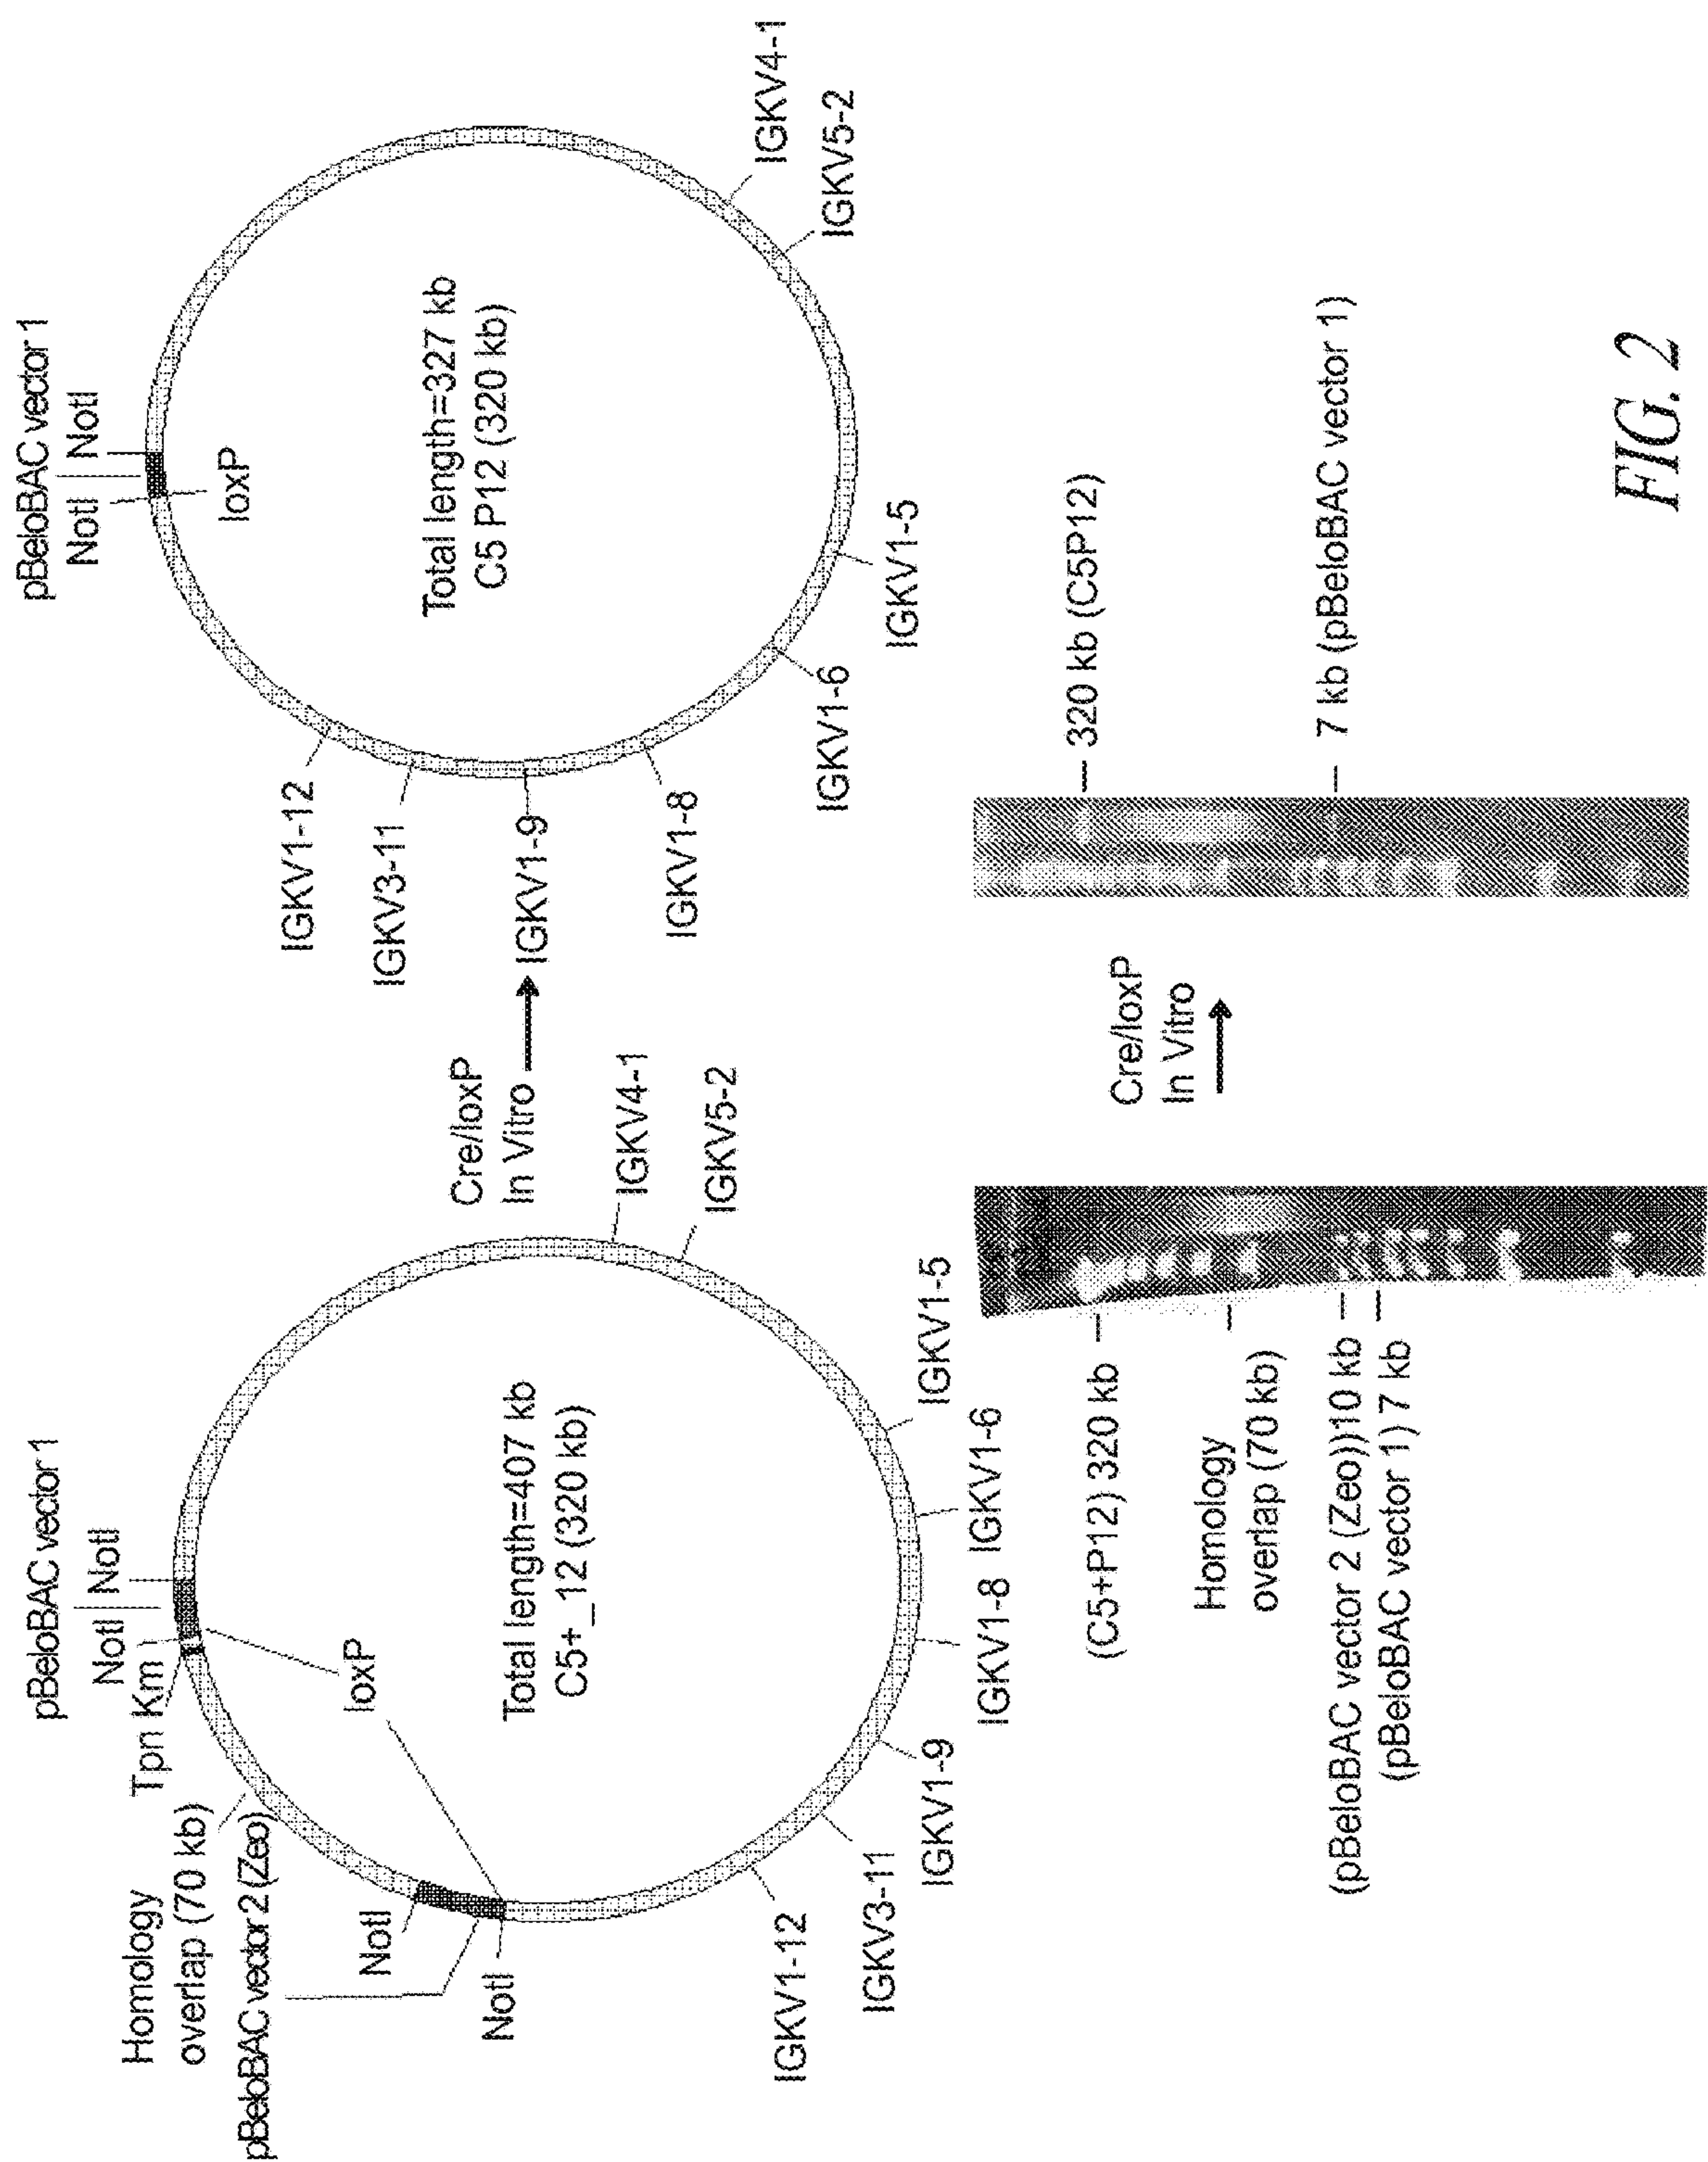 pBeloBAC vector 1
NotI NotI
Tpn Km
Homology
overlap (70 kb)
pBeloBAC vector 2 (Zeo)
NotI
NotI
loxP
Total length=407 kb
C5+_12 (320 kb)
IGKV4-1
IGKV5-2
IGKV1-5
IGKV1-6
IGKV1-8
IGKV1-9
IGKV3-11
IGKV1-12
Cre/loxP
In Vitro
pBeloBAC vector 1
NotI NotI
loxP
Total length=327 kb
C5 P12 (320 kb)
IGKV4-1
IGKV5-2
IGKV1-5
IGKV1-6
IGKV1-8
IGKV1-9
IGKV3-11
IGKV1-12
(C5+P12) 320 kb
Homology
overlap (70 kb)
(pBeloBAC vector 2 (Zeo))10 kb
(pBeloBAC vector 1) 7 kb
Cre/loxP
In Vitro
320 kb (C5P12)
7 kb (pBeloBAC vector 1)
FIG. 2